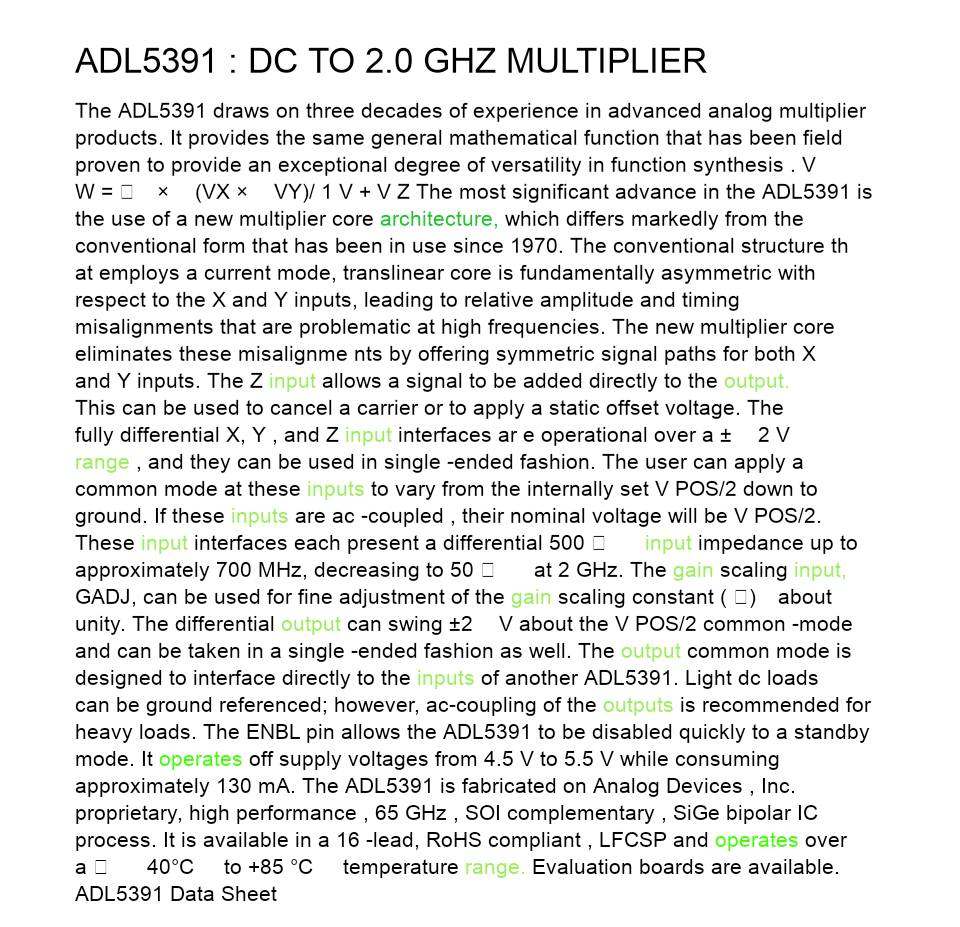 ADL5391 : DC TO 2.0 GHZ MULTIPLIER
The ADL5391 draws on three decades of experience in advanced analog multiplier
products. It provides the same general mathematical function that has been field
proven to provide an exceptional degree of versatility in function synthesis . V
W = □ × (VX × VY)/ 1 V + V Z The most significant advance in the ADL5391 is
the use of a new multiplier core architecture, which differs markedly from the
conventional form that has been in use since 1970. The conventional structure th
at employs a current mode, translinear core is fundamentally asymmetric with
respect to the X and Y inputs, leading to relative amplitude and timing
misalignments that are problematic at high frequencies. The new multiplier core
eliminates these misalignme nts by offering symmetric signal paths for both X
and Y inputs. The Z input allows a signal to be added directly to the output.
This can be used to cancel a carrier or to apply a static offset voltage. The
fully differential X, Y , and Z input interfaces ar e operational over a ± 2 V
range , and they can be used in single -ended fashion. The user can apply a
common mode at these inputs to vary from the internally set V POS/2 down to
ground. If these inputs are ac -coupled , their nominal voltage will be V POS/2.
These input interfaces each present a differential 500 □ input impedance up to
approximately 700 MHz, decreasing to 50 □ at 2 GHz. The gain scaling input,
GADJ, can be used for fine adjustment of the gain scaling constant ( □) about
unity. The differential output can swing ±2 V about the V POS/2 common -mode
and can be taken in a single -ended fashion as well. The output common mode is
designed to interface directly to the inputs of another ADL5391. Light dc loads
can be ground referenced; however, ac-coupling of the outputs is recommended for
heavy loads. The ENBL pin allows the ADL5391 to be disabled quickly to a standby
mode. It operates off supply voltages from 4.5 V to 5.5 V while consuming
approximately 130 mA. The ADL5391 is fabricated on Analog Devices , Inc.
proprietary, high performance , 65 GHz , SOI complementary , SiGe bipolar IC
process. It is available in a 16 -lead, RoHS compliant , LFCSP and operates over
a □ 40°C to +85 °C temperature range. Evaluation boards are available.
ADL5391 Data Sheet